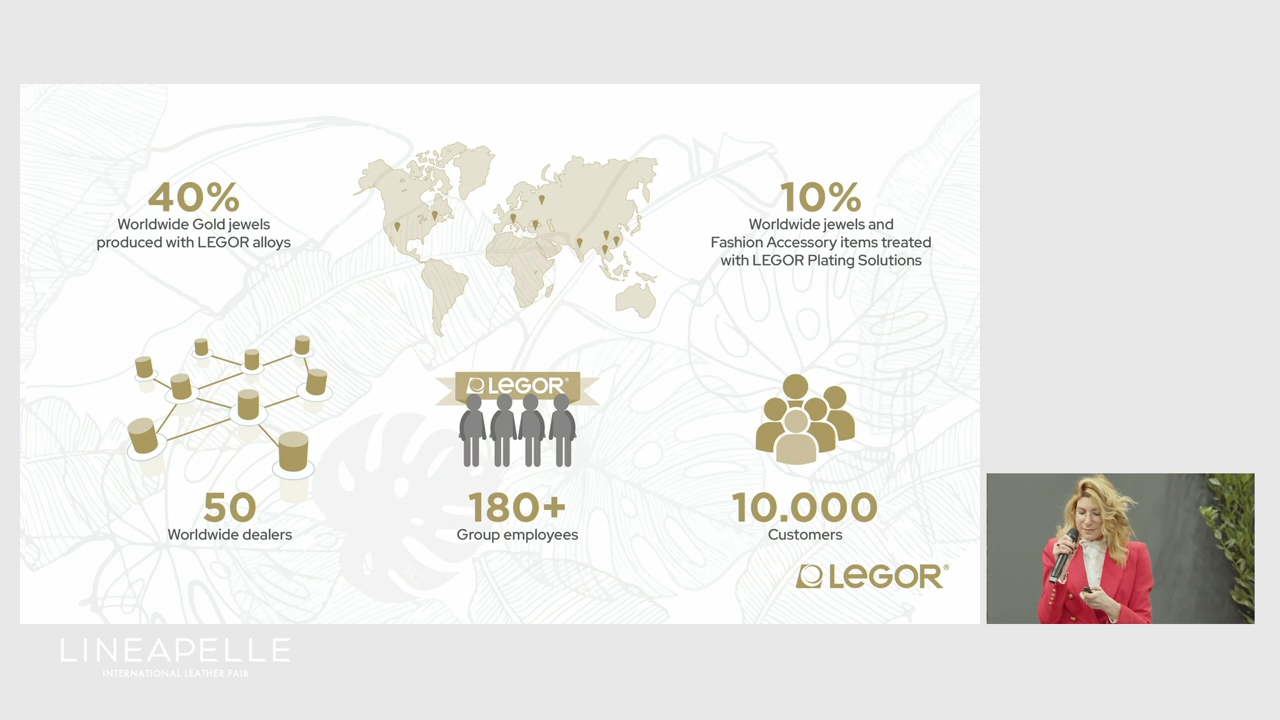 40%
Worldwide Gold jewels
produced with LEGOR alloys
10%
Worldwide jewels and
Fashion Accessory items treated
with LEGOR Plating Solutions
LEGOR®
50
Worldwide dealers
180+
Group employees
10.000
Customers
LEGOR®
LINEAPELLE
INTERNATIONAL LEATHER FAIR